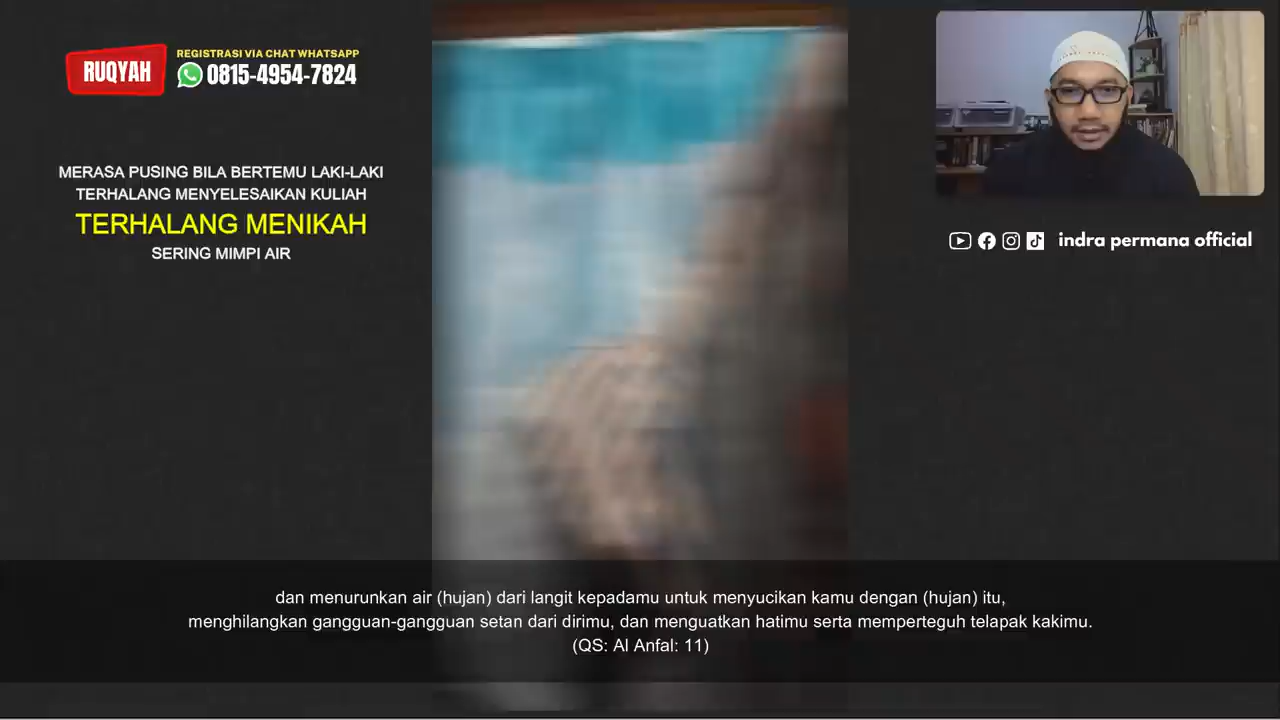 RUQYAH
REGISTRASI VIA CHAT WHATSAPP
0815-4954-7824
MERASA PUSING BILA BERTEMU LAKI-LAKI
TERHALANG MENYELESAIKAN KULIAH
TERHALANG MENIKAH
SERING MIMPI AIR
indra permana official
dan menurunkan air (hujan) dari langit kepadamu untuk menyucikan kamu dengan (hujan) itu,
menghilangkan gangguan-gangguan setan dari dirimu, dan menguatkan hatimu serta memperteguh telapak kakimu.
(QS: Al Anfal: 11)